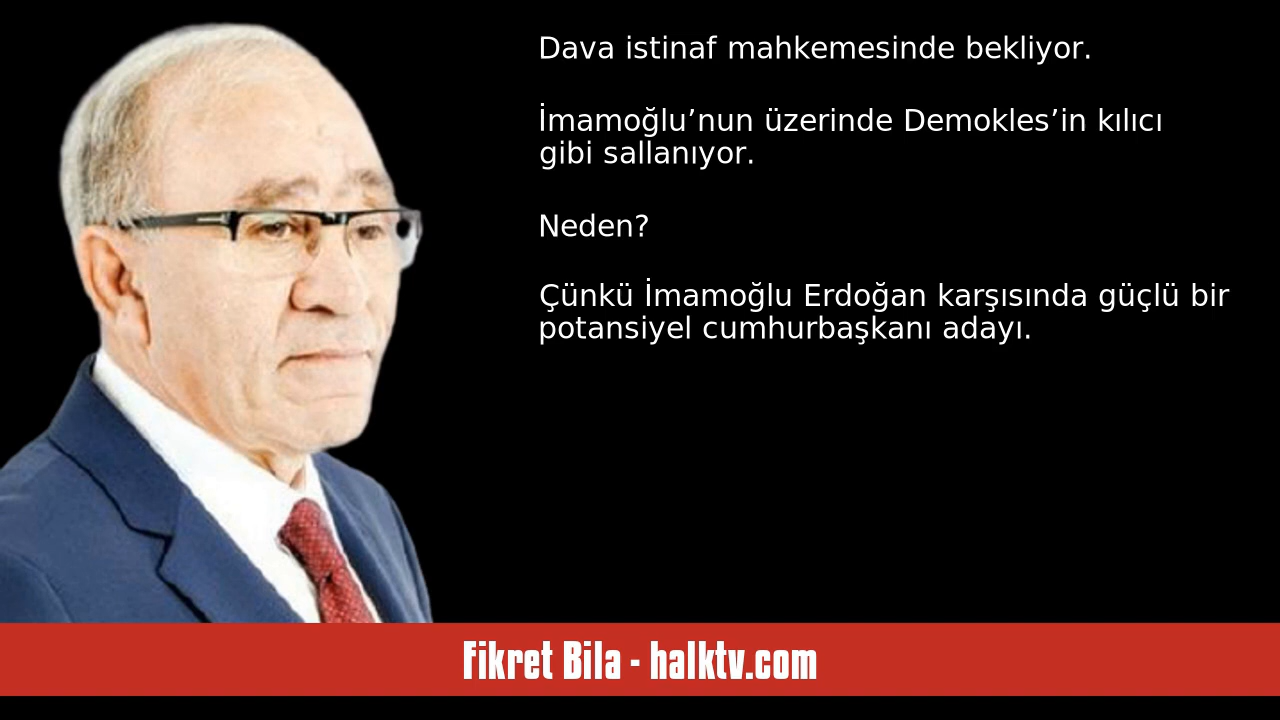 Dava istinaf mahkemesinde bekliyor.
İmamoğlu’nun üzerinde Demokles’in kılıcı
gibi sallanıyor.
Neden?
Çünkü İmamoğlu Erdoğan karşısında güçlü bir
potansiyel cumhurbaşkanı adayı.
Fikret Bila - halktv.com